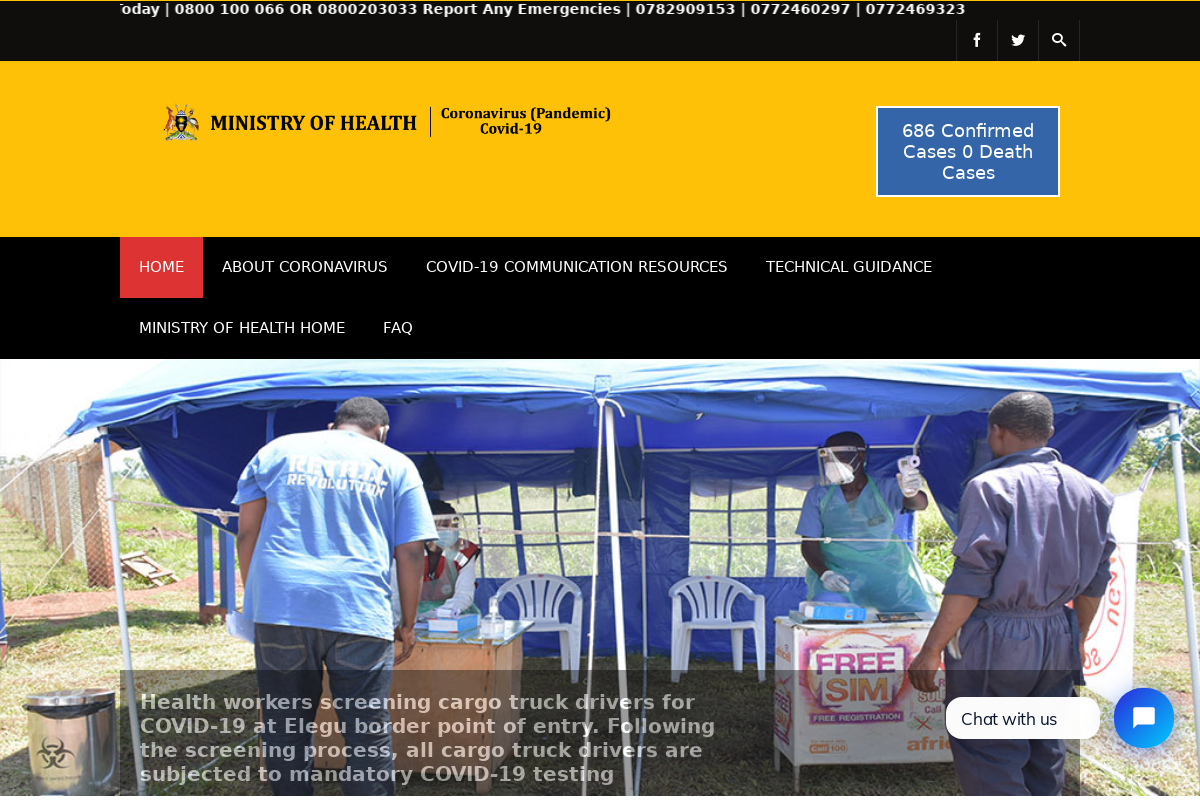 Today | 0800 100 066 OR 0800203033 Report Any Emergencies | 0782909153 | 0772460297 | 0772469323
MINISTRY OF HEALTH
Coronavirus (Pandemic)
Covid-19
686 Confirmed
Cases 0 Death
Cases
HOME ABOUT CORONAVIRUS COVID-19 COMMUNICATION RESOURCES TECHNICAL GUIDANCE
MINISTRY OF HEALTH HOME FAQ
RETAIL
REVOLUTION
FREE
SIM
FREE REGISTRATION
Call 100
Health workers screening cargo truck drivers for
COVID-19 at Elegu border point of entry. Following
the screening process, all cargo truck drivers are
subjected to mandatory COVID-19 testing
Chat with us